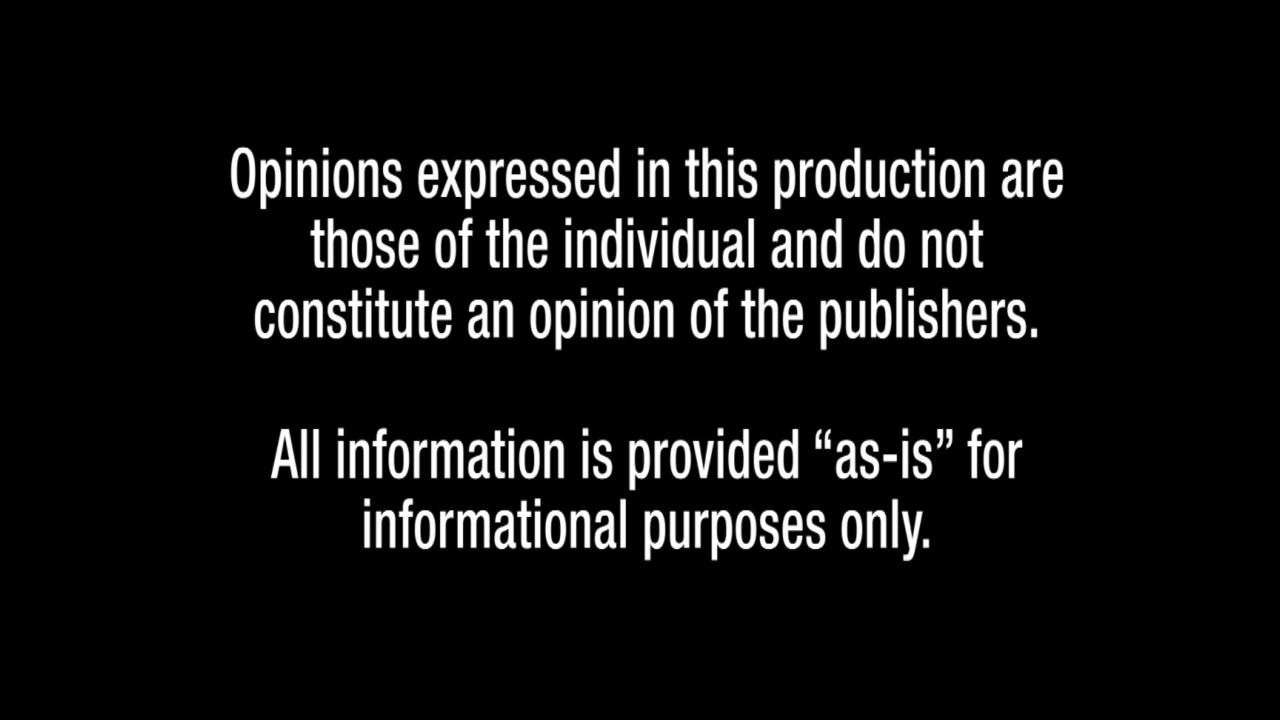 Opinions expressed in this production are
those of the individual and do not
constitute an opinion of the publishers.
All information is provided “as-is” for
informational purposes only.